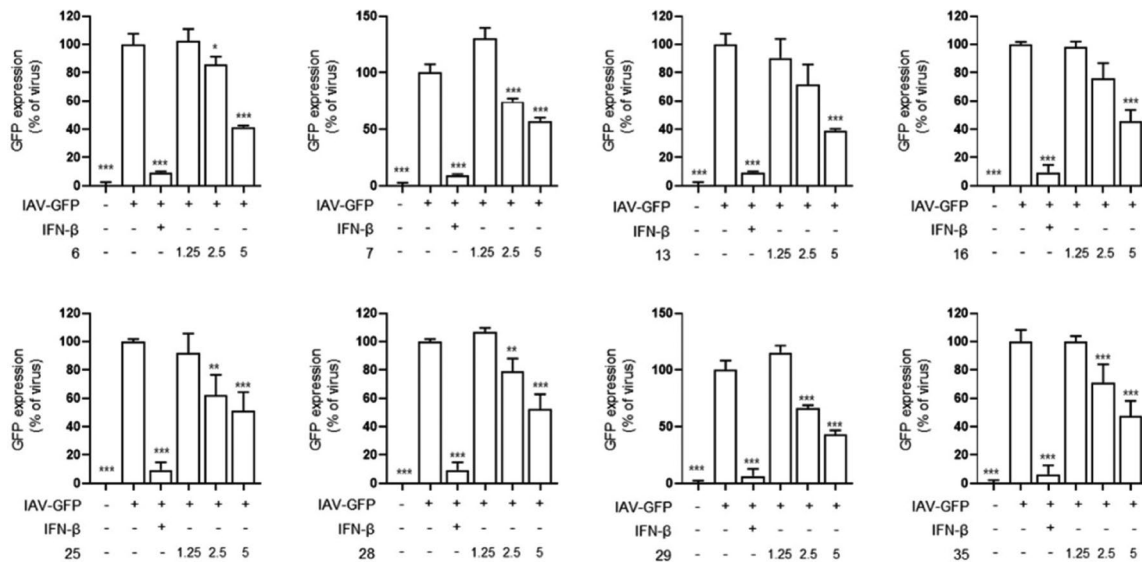 GFP expression
(% of virus)
120
100
80
60
40
20
0
*** *** * ***
IAV-GFP - + + + + +
IFN-β +
6 - - - 1.25 2.5 5
GFP expression
(% of virus)
150
100
50
0
*** *** *** ***
IAV-GFP - + + + + +
IFN-β +
7 - - - 1.25 2.5 5
GFP expression
(% of virus)
120
100
80
60
40
20
0
*** *** ***
IAV-GFP - + + + + +
IFN-β +
13 - - - 1.25 2.5 5
GFP expression
(% of virus)
120
100
80
60
40
20
0
*** *** ***
IAV-GFP - + + + + +
IFN-β +
16 - - - 1.25 2.5 5
GFP expression
(% of virus)
120
100
80
60
40
20
0
*** *** ** ***
IAV-GFP - + + + + +
IFN-β +
25 - - - 1.25 2.5 5
GFP expression
(% of virus)
120
100
80
60
40
20
0
*** *** ** ***
IAV-GFP - + + + + +
IFN-β +
28 - - - 1.25 2.5 5
GFP expression
(% of virus)
150
100
50
0
*** *** *** ***
IAV-GFP - + + + + +
IFN-β +
29 - - - 1.25 2.5 5
GFP expression
(% of virus)
120
100
80
60
40
20
0
*** *** *** ***
IAV-GFP - + + + + +
IFN-β +
35 - - - 1.25 2.5 5